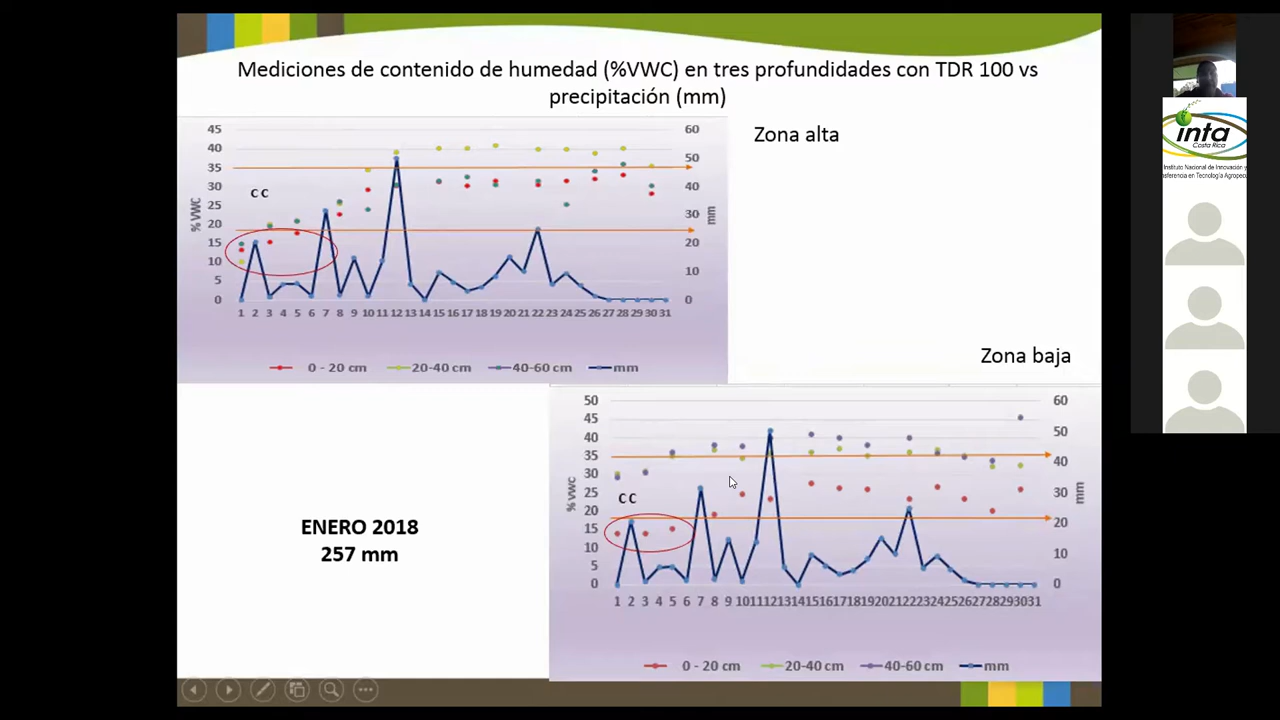 Mediciones de contenido de humedad (%VWC) en tres profundidades con TDR 100 vs
precipitación (mm)
Zona alta
45
40
35
30
25
20
15
10
5
0
% VWC
C C
60
50
40
30
20
10
0
mm
1 2 3 4 5 6 7 8 9 10 11 12 13 14 15 16 17 18 19 20 21 22 23 24 25 26 27 28 29 30 31
0 - 20 cm 20-40 cm 40-60 cm mm
Zona baja
50
45
40
35
30
25
20
15
10
5
0
% VWC
C C
60
50
40
30
20
10
0
mm
1 2 3 4 5 6 7 8 9 10 11 12 13 14 15 16 17 18 19 20 21 22 23 24 25 26 27 28 29 30 31
0 - 20 cm 20-40 cm 40-60 cm mm
ENERO 2018
257 mm
inta
Costa Rica
Instituto Nacional de Innovación y
Tecnología